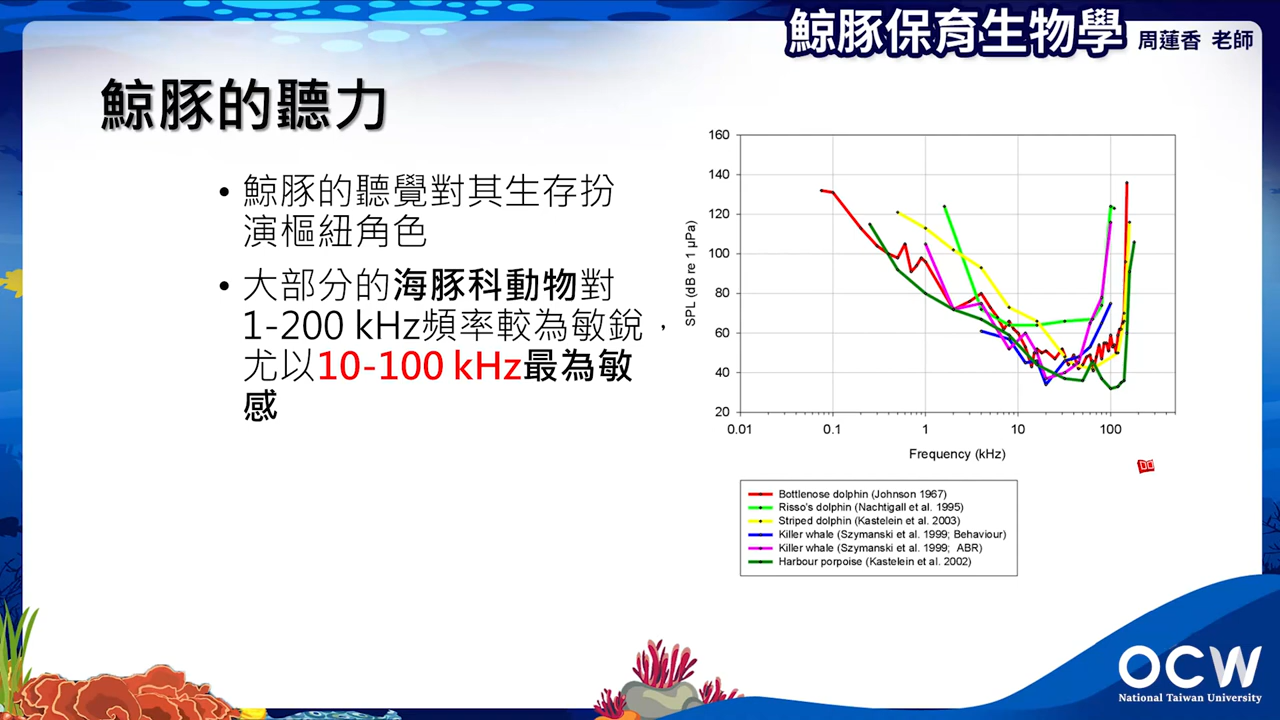 鯨豚保育生物學 周蓮香 老師
鯨豚的聽力
• 鯨豚的聽覺對其生存扮
演樞紐角色
• 大部分的海豚科動物對
1-200 kHz頻率較為敏銳，
尤以10-100 kHz最為敏
感
160
140
120
100
80
60
40
20
SPL (dB re 1 µPa)
0.01 0.1 1 10 100
Frequency (kHz)
Bottlenose dolphin (Johnson 1967)
Risso's dolphin (Nachtigall et al. 1995)
Striped dolphin (Kastelein et al. 2003)
Killer whale (Szymanski et al. 1999; Behaviour)
Killer whale (Szymanski et al. 1999; ABR)
Harbour porpoise (Kastelein et al. 2002)
OCW
National Taiwan University